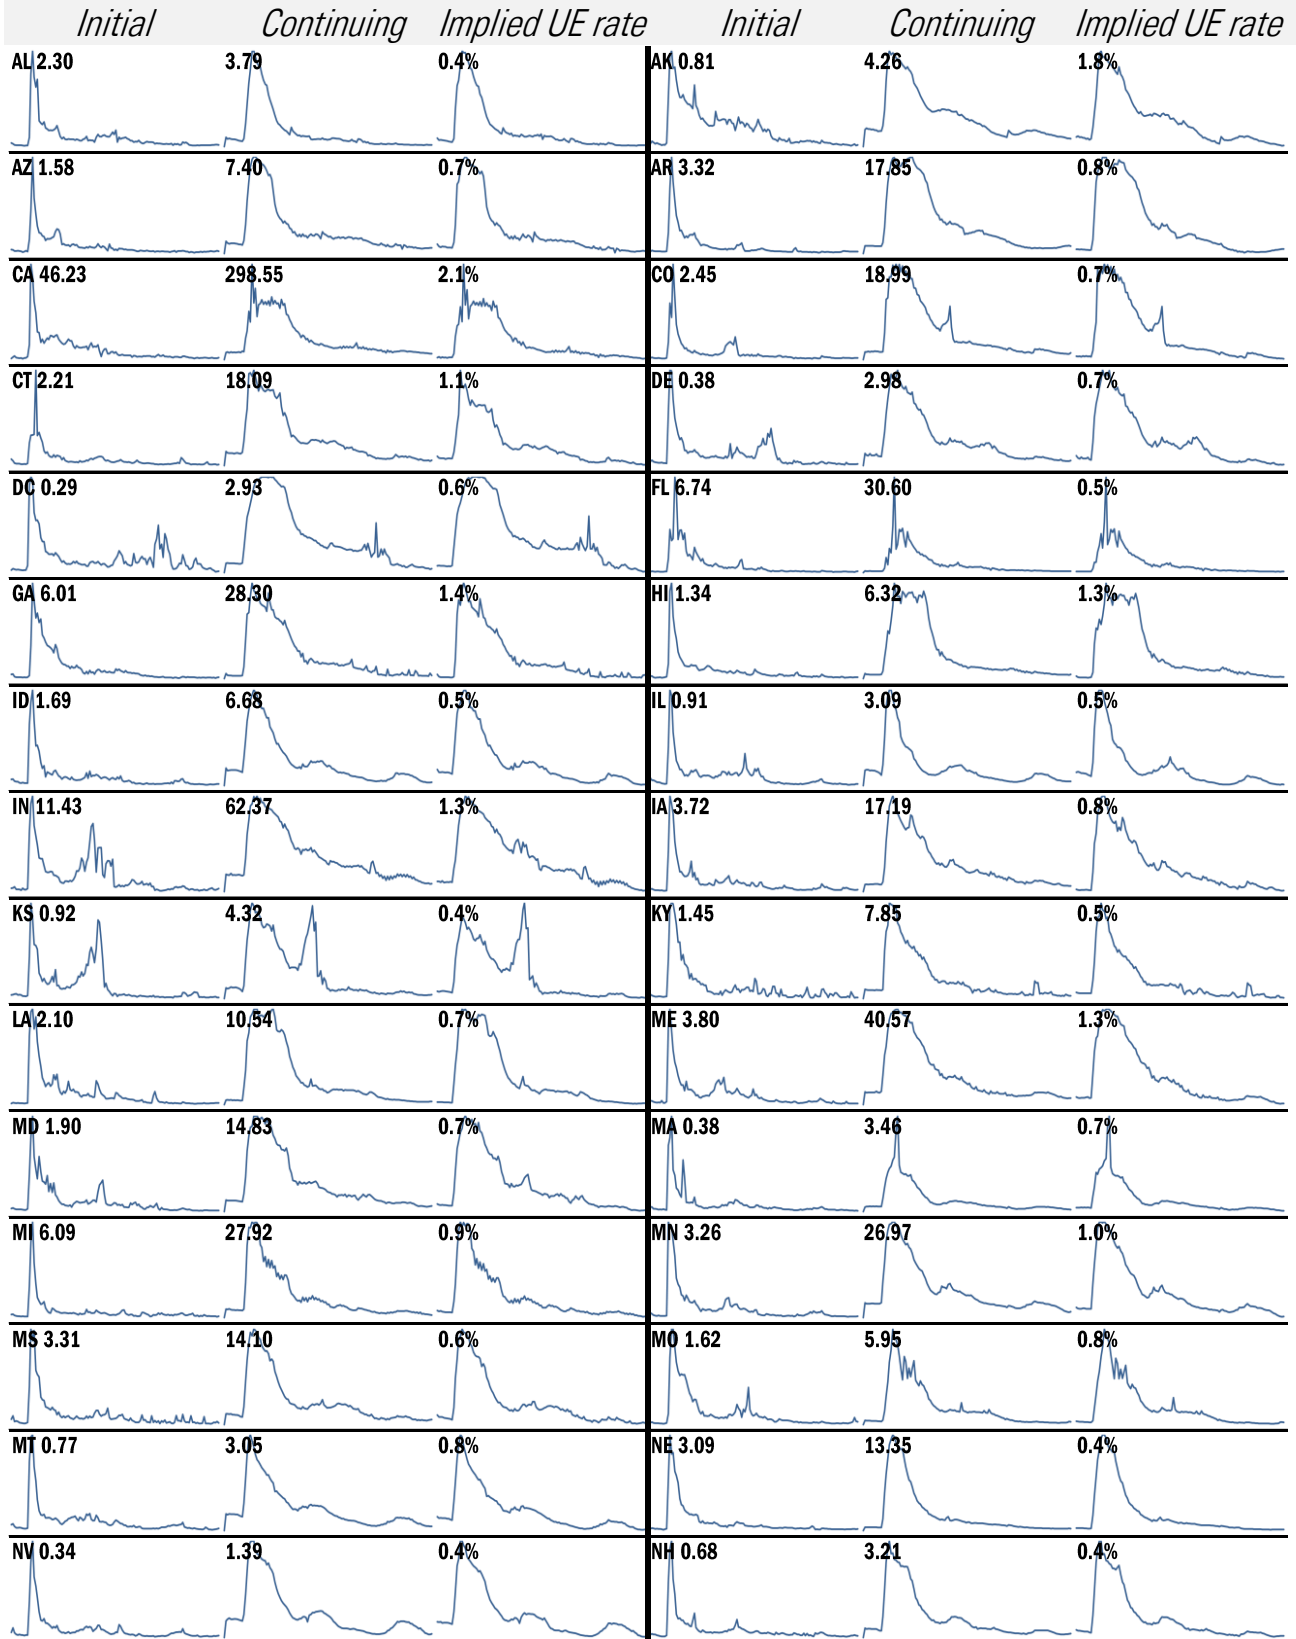 Initial Continuing Implied UE rate Initial Continuing Implied UE rate
AL 2.30 3.79 0.4% AK 0.81 4.26 1.8%
AZ 1.58 7.40 0.7% AR 3.32 17.85 0.8%
CA 46.23 298.55 2.1% CO 2.45 18.99 0.7%
CT 2.21 18.09 1.1% DE 0.38 2.98 0.7%
DC 0.29 2.93 0.6% FL 6.74 30.60 0.5%
GA 6.01 28.30 1.4% HI 1.34 6.32 1.3%
ID 1.69 6.68 0.5% IL 0.91 3.09 0.5%
IN 11.43 62.37 1.3% IA 3.72 17.19 0.8%
KS 0.92 4.32 0.4% KY 1.45 7.85 0.5%
LA 2.10 10.54 0.7% ME 3.80 40.57 1.3%
MD 1.90 14.83 0.7% MA 0.38 3.46 0.7%
MI 6.09 27.92 0.9% MN 3.26 26.97 1.0%
MS 3.31 14.10 0.6% MO 1.62 5.95 0.8%
MT 0.77 3.05 0.8% NE 3.09 13.35 0.4%
NV 0.34 1.39 0.4% NH 0.68 3.21 0.4%